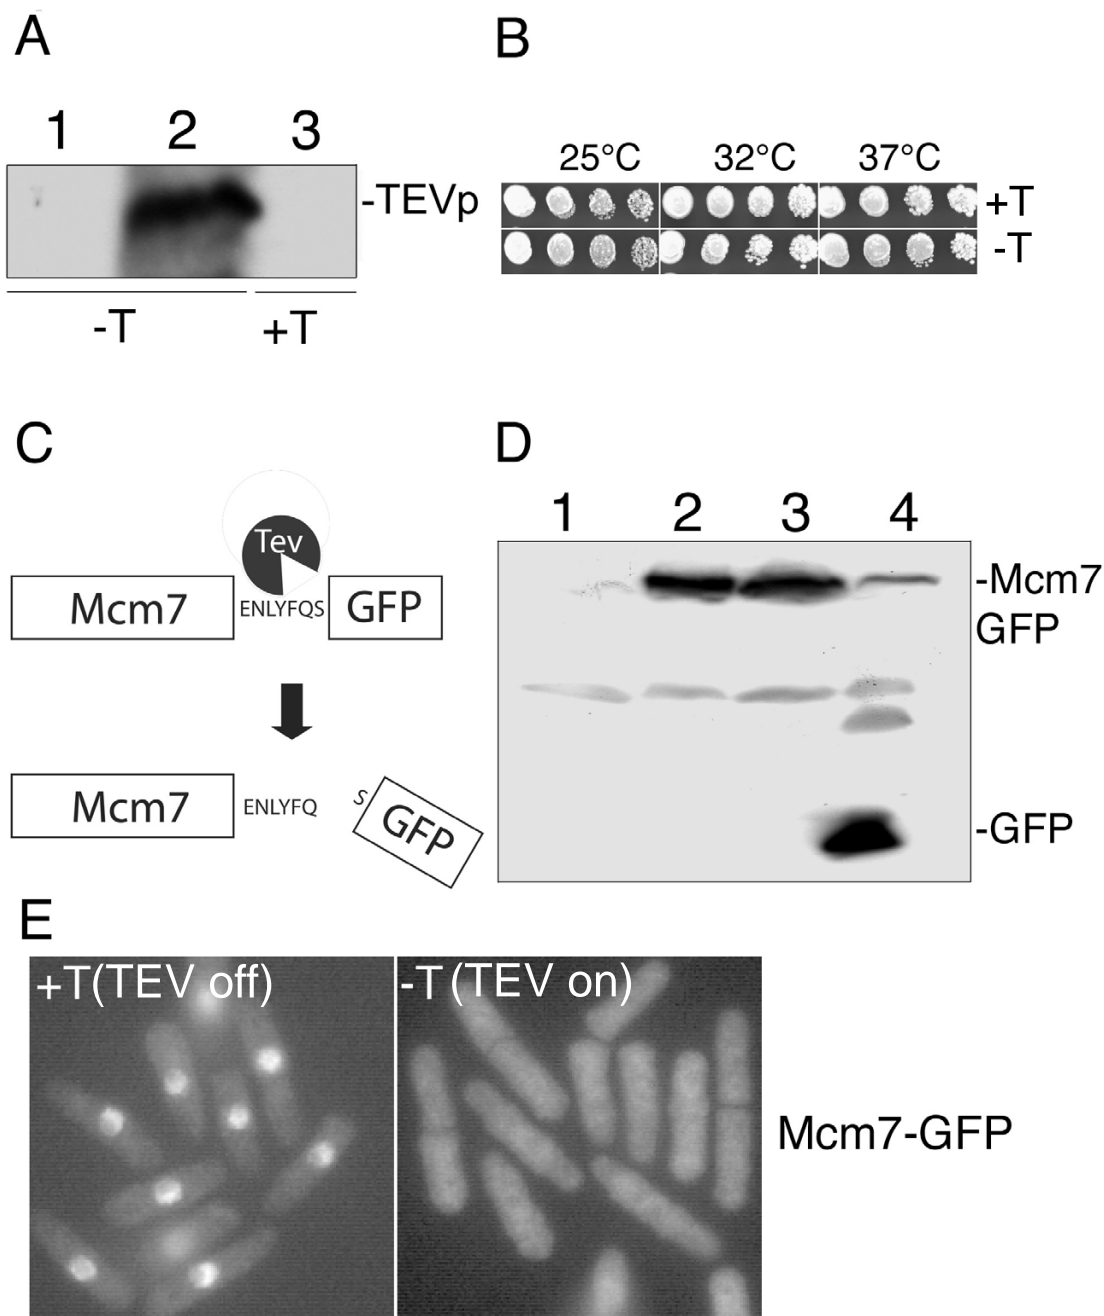 A
1 2 3
-TEVp
-T +T
B
25°C 32°C 37°C
+T
-T
C
Tev
Mcm7 ENLYFQS GFP
Mcm7 ENLYFQ S GFP
D
1 2 3 4
-Mcm7
GFP
-GFP
E
+T(TEV off) -T(TEV on)
Mcm7-GFP